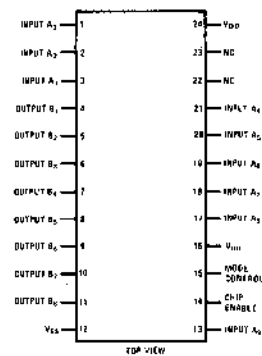 INPUT A₃ 1
INPUT A₂ 2
INPUT A₁ 3
OUTPUT B₁ 4
OUTPUT B₂ 5
OUTPUT B₃ 6
OUTPUT B₄ 7
OUTPUT B₅ 8
OUTPUT B₆ 9
OUTPUT B₇ 10
OUTPUT B₈ 11
VSS 12
24 VDD
23 NC
22 NC
21 INPUT A₄
20 INPUT A₅
19 INPUT A₆
18 INPUT A₇
17 INPUT
16
15 MODE
CONTROL
14 CHIP
ENABLE
13 INPUT A₉
TOP VIEW